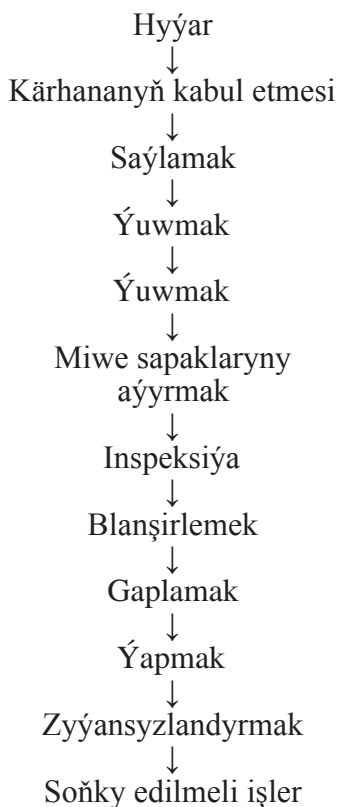 Hyýar
↓
Kärhananyň kabul etmesi
↓
Saýlamak
↓
Ýuwmak
↓
Ýuwmak
↓
Miwe sapaklaryny
aýyrmak
↓
Inspeksiýa
↓
Blanşirlemek
↓
Gaplamak
↓
Ýapmak
↓
Zyýansyzlandyrmak
↓
Soňky edilmeli işler